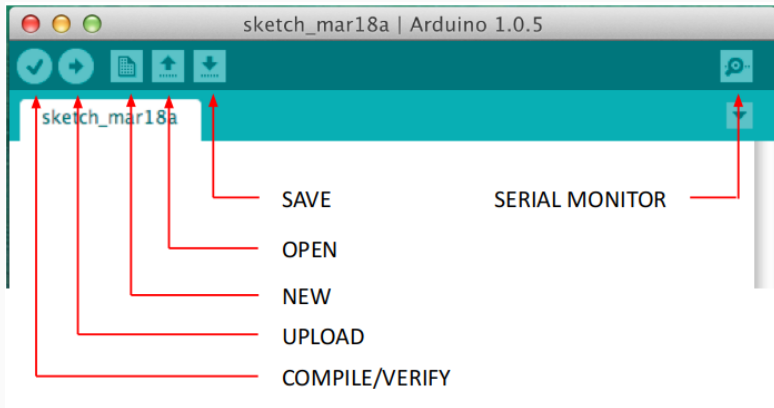 sketch_mar18a | Arduino 1.0.5
sketch_mar18a
SAVE
SERIAL MONITOR
OPEN
NEW
UPLOAD
COMPILE/VERIFY